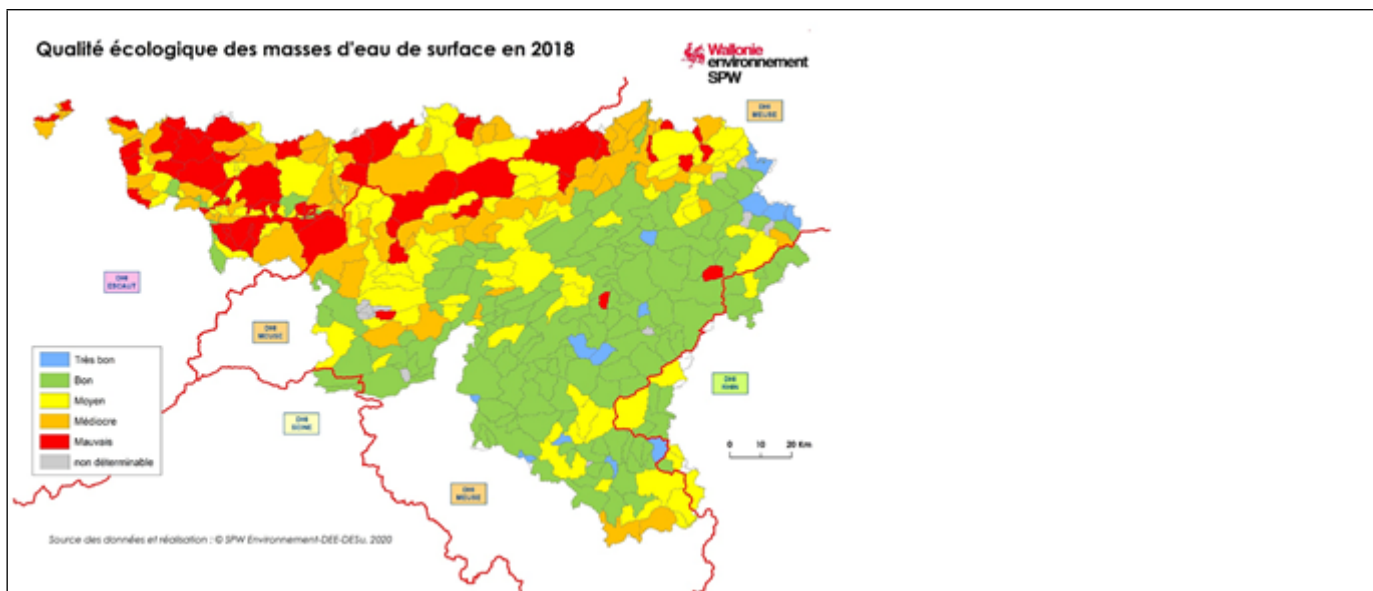 Qualité écologique des masses d'eau de surface en 2018
Wallonie
environnement
SPW
DHI
MEUSE
DHI
ESCAUT
DHI
MEUSE
DHI
SEINE
DHI
RHIN
DHI
MEUSE
Très bon
Bon
Moyen
Médiocre
Mauvais
non déterminable
0 10 20 Km
Source des données et réalisation : © SPW Environnement-DEE-DESu, 2020